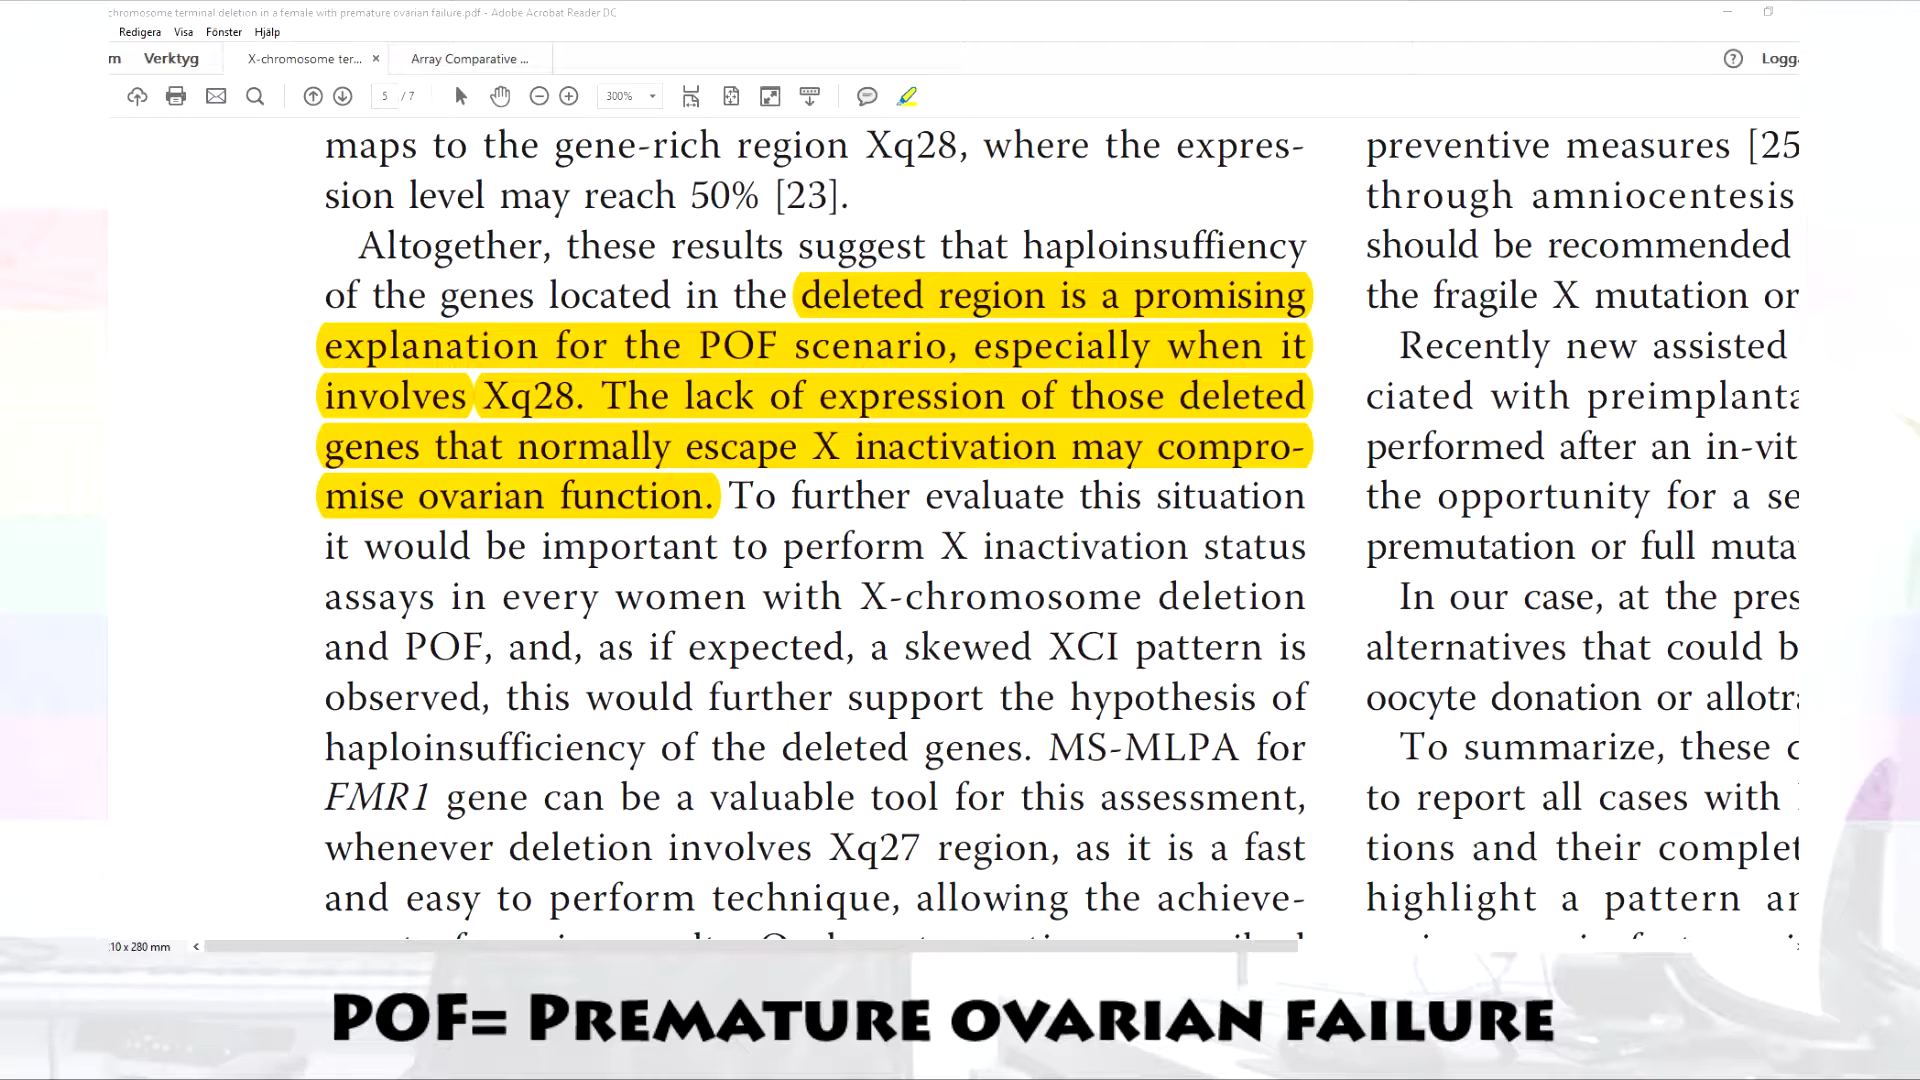 chromosome terminal deletion in a female with premature ovarian failure.pdf - Adobe Acrobat Reader DC
Redigera Visa Fönster Hjälp
m Verktyg X-chromosome ter... × Array Comparative ... ? Logga
5 / 7 300%
maps to the gene-rich region Xq28, where the expres-
sion level may reach 50% [23].
Altogether, these results suggest that haploinsuffiency
of the genes located in the deleted region is a promising
explanation for the POF scenario, especially when it
involves Xq28. The lack of expression of those deleted
genes that normally escape X inactivation may compro-
mise ovarian function. To further evaluate this situation
it would be important to perform X inactivation status
assays in every women with X-chromosome deletion
and POF, and, as if expected, a skewed XCI pattern is
observed, this would further support the hypothesis of
haploinsufficiency of the deleted genes. MS-MLPA for
FMR1 gene can be a valuable tool for this assessment,
whenever deletion involves Xq27 region, as it is a fast
and easy to perform technique, allowing the achieve-
preventive measures [25
through amniocentesis
should be recommended
the fragile X mutation or
Recently new assisted
ciated with preimplanta
performed after an in-vit
the opportunity for a se
premutation or full muta
In our case, at the pres
alternatives that could b
oocyte donation or allotra
To summarize, these c
to report all cases with
tions and their complet
highlight a pattern an
10 x 280 mm
POF= Premature ovarian failure